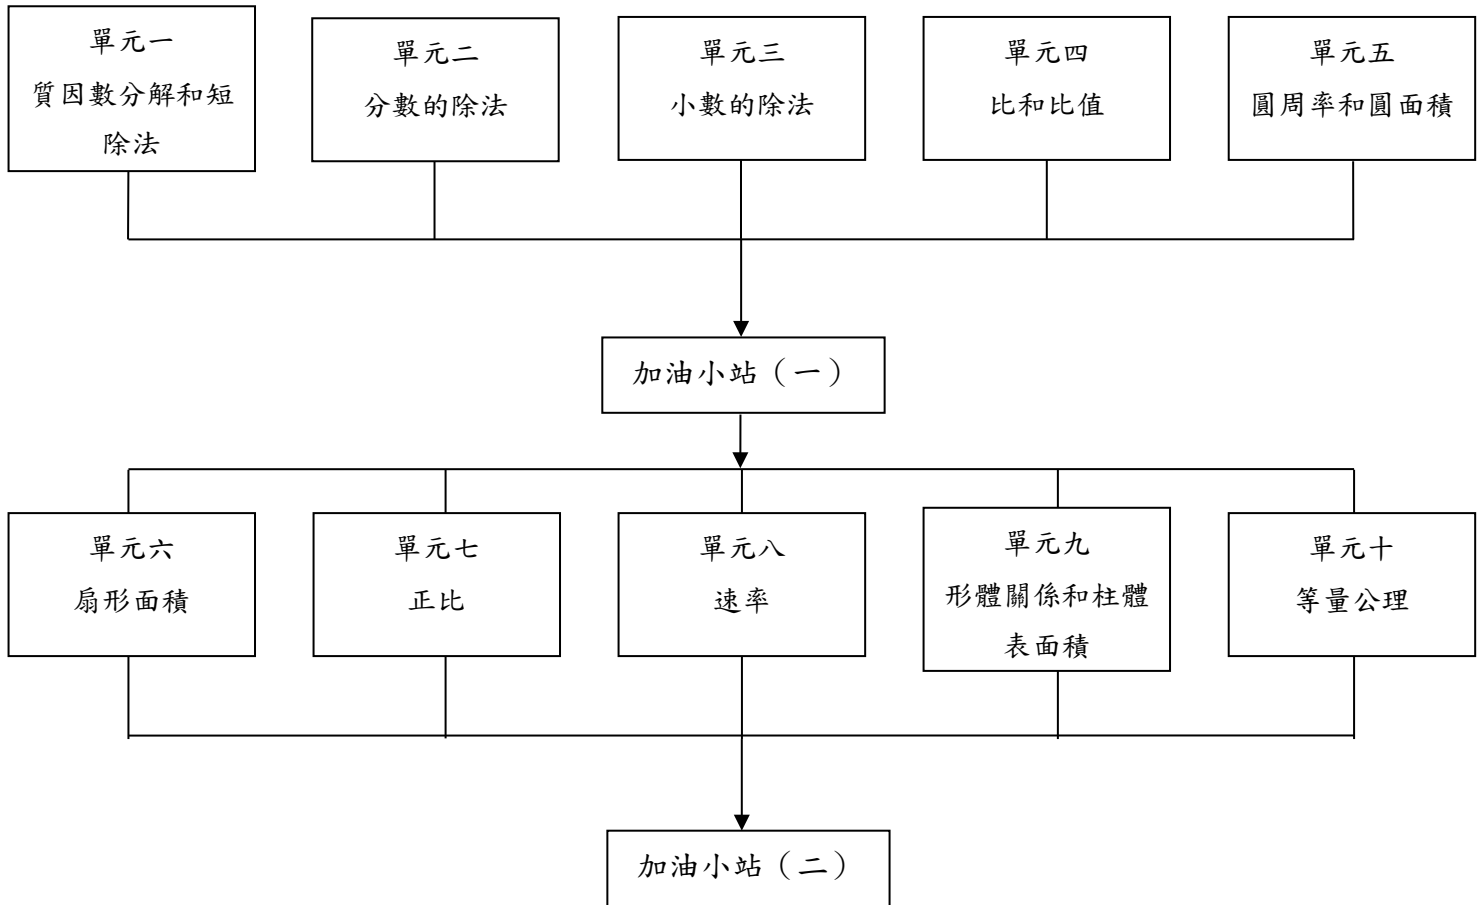 單元一
質因數分解和短
除法
單元二
分數的除法
單元三
小數的除法
單元四
比和比值
單元五
圓周率和圓面積
加油小站（一）
單元六
扇形面積
單元七
正比
單元八
速率
單元九
形體關係和柱體
表面積
單元十
等量公理
加油小站（二）